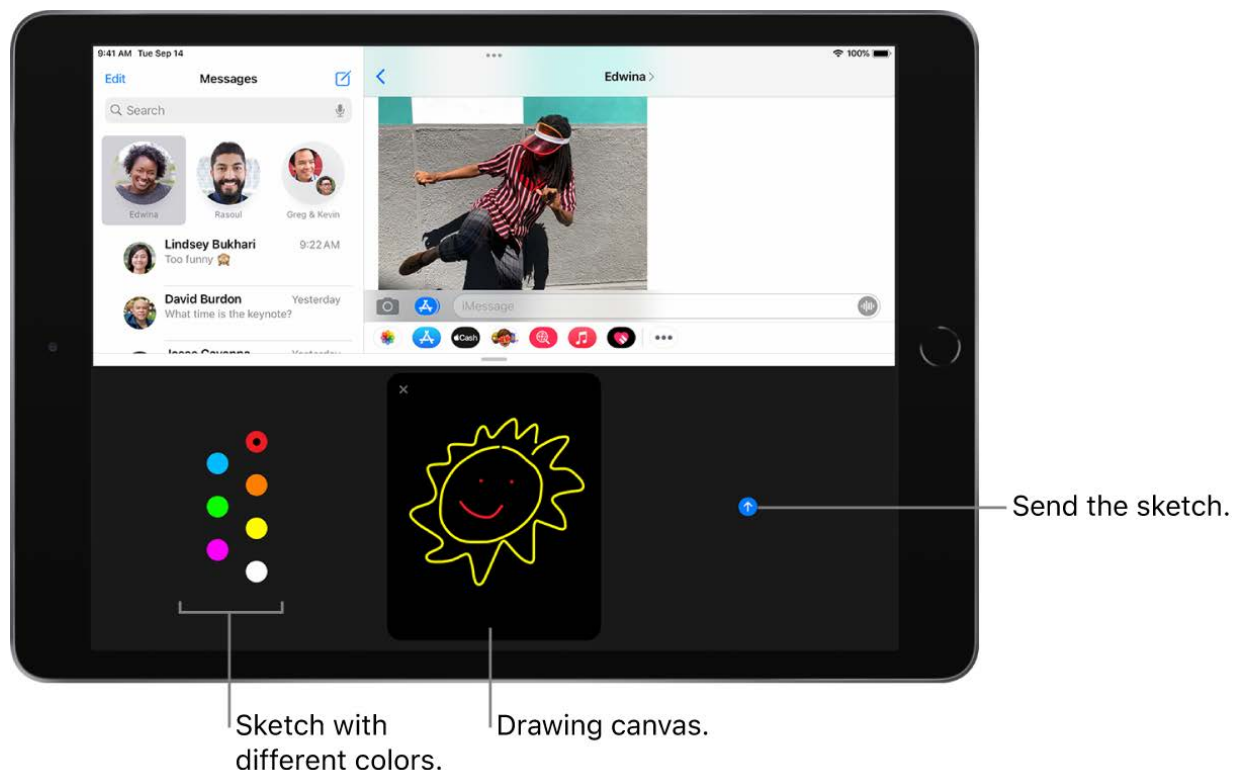 9:41 AM Tue Sep 14
100%
Edit
Messages
Edwina
Search
Edwina
Rasoul
Greg & Kevin
Lindsey Bukhari
9:22 AM
Too funny
David Burdon
Yesterday
What time is the keynote?
Yesterday
iMessage
Cash
Send the sketch.
Sketch with
different colors.
Drawing canvas.